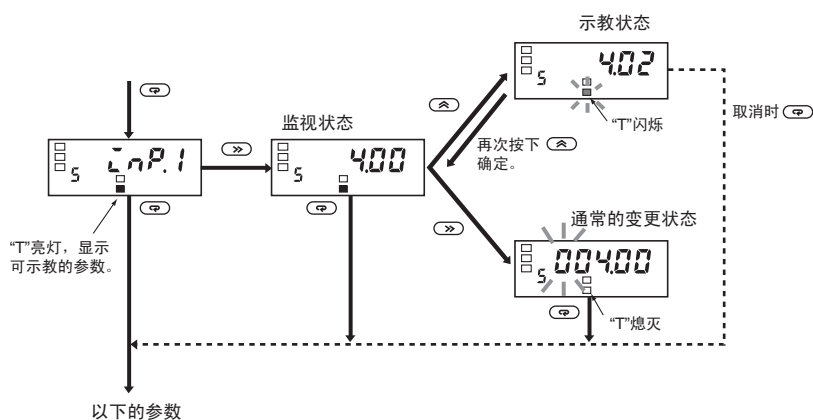 示教状态
4.02
S
"T"闪烁
取消时
监视状态
再次按下
确定。
inP.1
S
4.00
S
"T"亮灯，显示
可示教的参数。
通常的变更状态
004.00
S
"T"熄灭
以下的参数